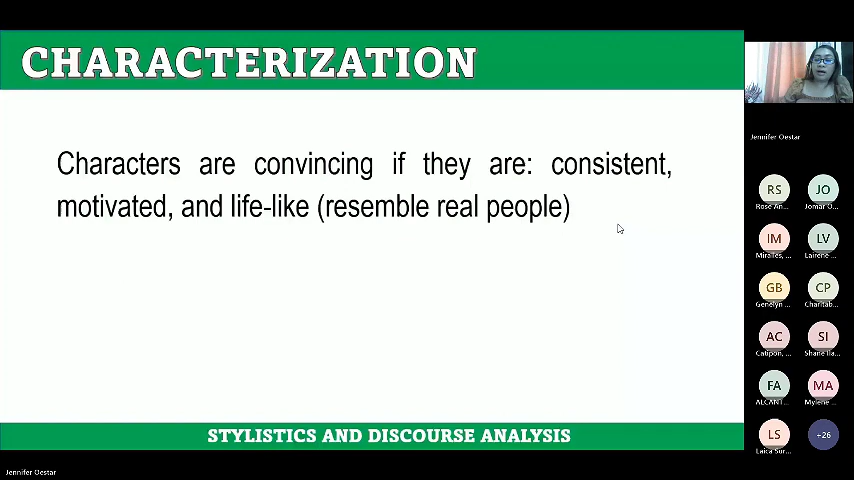 CHARACTERIZATION
Characters are convincing if they are: consistent,
motivated, and life-like (resemble real people)
STYLISTICS AND DISCOURSE ANALYSIS
Jennifer Oestar
Jennifer Oestar
RS
JO
Rose An...
Jomar O...
IM
LV
Miralles, ...
Lairene ...
GB
CP
Genelyn ...
Charitab...
AC
SI
Catipon, ...
Shane Ila...
FA
MA
ALCANT...
Mylene ...
LS
+26
Laica Sur...